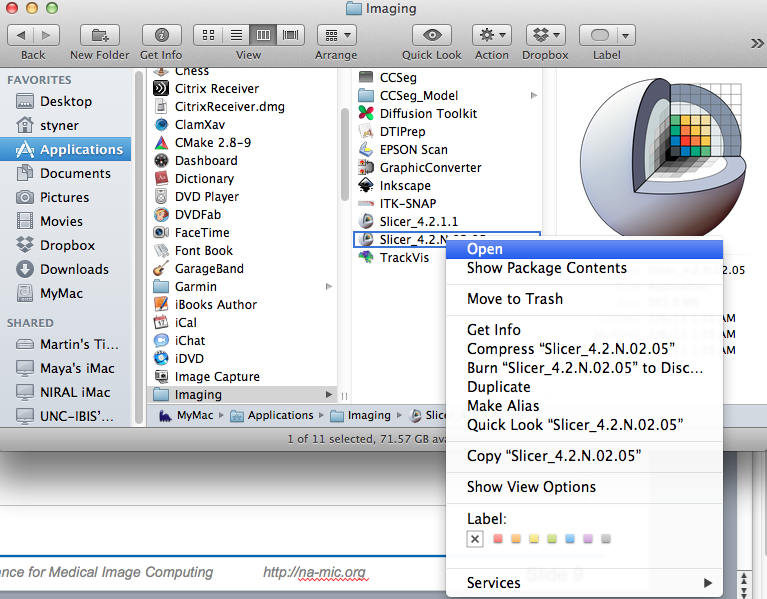 Imaging
Back
New Folder
Get Info
View
Arrange
Quick Look
Action
Dropbox
Label
FAVORITES
Desktop
styner
Applications
Documents
Pictures
Movies
Dropbox
Downloads
MyMac
SHARED
Martin's Ti...
Maya's iMac
NIRAL iMac
UNC-IBIS'...
Chess
Citrix Receiver
CitrixReceiver.dmg
ClamXav
CMake 2.8-9
Dashboard
Dictionary
DVD Player
DVDFab
FaceTime
Font Book
GarageBand
Garmin
iBooks Author
iCal
iChat
iDVD
Image Capture
Imaging
CCSeg
CCSeg_Model
Diffusion Toolkit
DTIPrep
EPSON Scan
GraphicConverter
Inkscape
ITK-SNAP
Slicer_4.2.1.1
Slicer_4.2.N.02.05
TrackVis
Open
Show Package Contents
Move to Trash
Get Info
Compress “Slicer_4.2.N.02.05”
Burn “Slicer_4.2.N.02.05” to Disc...
Duplicate
Make Alias
Quick Look “Slicer_4.2.N.02.05”
Copy “Slicer_4.2.N.02.05”
Show View Options
Label:
Services
MyMac Applications Imaging Slice
1 of 11 selected, 71.57 GB ava
nce for Medical Image Computing http://na-mic.org